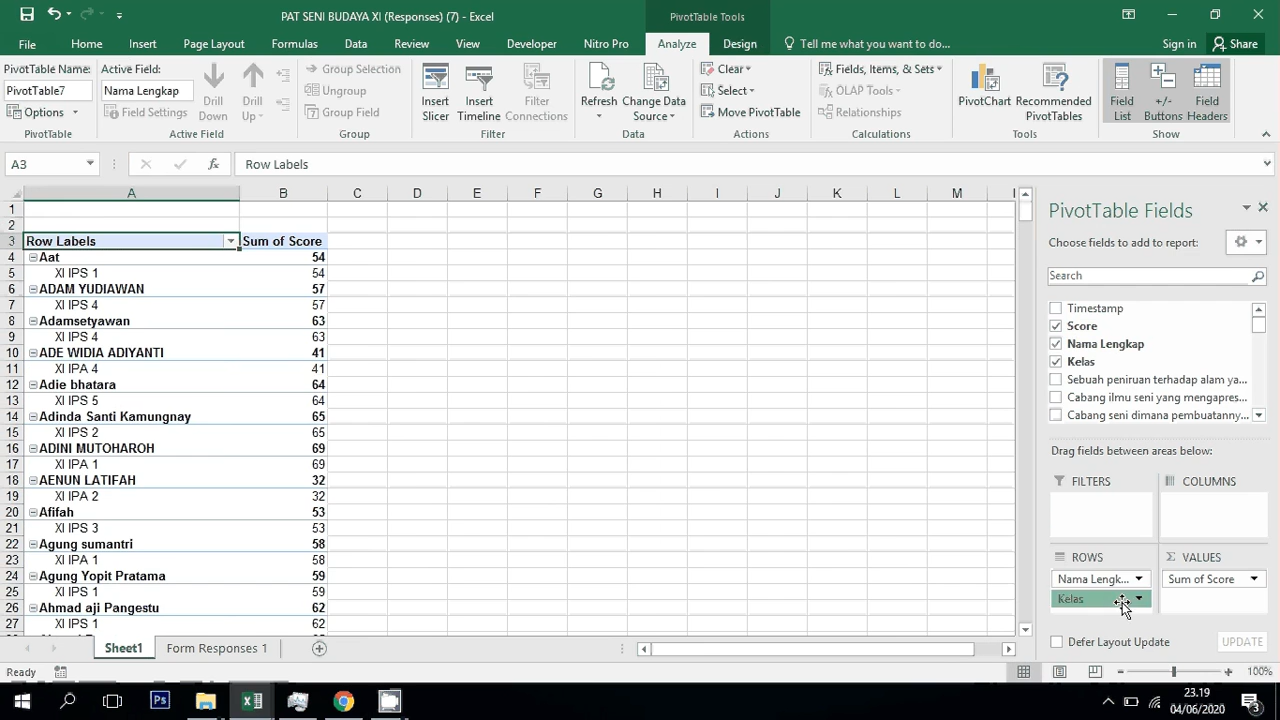 PAT SENI BUDAYA XI (Responses) (7) - Excel
PivotTable Tools
File Home Insert Page Layout Formulas Data Review View Developer Nitro Pro Analyze Design Tell me what you want to do... Sign in Share
PivotTable Name:
PivotTable7
Options
PivotTable
Active Field:
Nama Lengkap
Field Settings
Drill Down
Drill Up
Active Field
Group Selection
Ungroup
Group Field
Group
Insert Slicer
Insert Timeline
Filter Connections
Filter
Refresh
Change Data Source
Data
Clear
Select
Move PivotTable
Actions
Fields, Items, & Sets
OLAP Tools
Relationships
Calculations
PivotChart
Recommended PivotTables
Tools
Field List
+/- Buttons
Field Headers
Show
A3
fx
Row Labels
A B C D E F G H I J K L M
1
2
3 Row Labels Sum of Score
4 Aat 54
5 XI IPS 1 54
6 ADAM YUDIAWAN 57
7 XI IPS 4 57
8 Adamsetyawan 63
9 XI IPS 4 63
10 ADE WIDIA ADIYANTI 41
11 XI IPA 4 41
12 Adie bhatara 64
13 XI IPS 5 64
14 Adinda Santi Kamungnay 65
15 XI IPS 2 65
16 ADINI MUTOHAROH 69
17 XI IPA 1 69
18 AENUN LATIFAH 32
19 XI IPA 2 32
20 Afifah 53
21 XI IPS 3 53
22 Agung sumantri 58
23 XI IPA 1 58
24 Agung Yopit Pratama 59
25 XI IPS 1 59
26 Ahmad aji Pangestu 62
27 XI IPS 1 62
PivotTable Fields
Choose fields to add to report:
Search
Timestamp
Score
Nama Lengkap
Kelas
Sebuah peniruan terhadap alam ya...
Cabang ilmu seni yang mengapres...
Cabang seni dimana pembuatanny...
Drag fields between areas below:
FILTERS
COLUMNS
ROWS
Nama Lengk...
Kelas
Σ VALUES
Sum of Score
Defer Layout Update
UPDATE
Sheet1 Form Responses 1
Ready
100%
Ps
23.19
04/06/2020
3